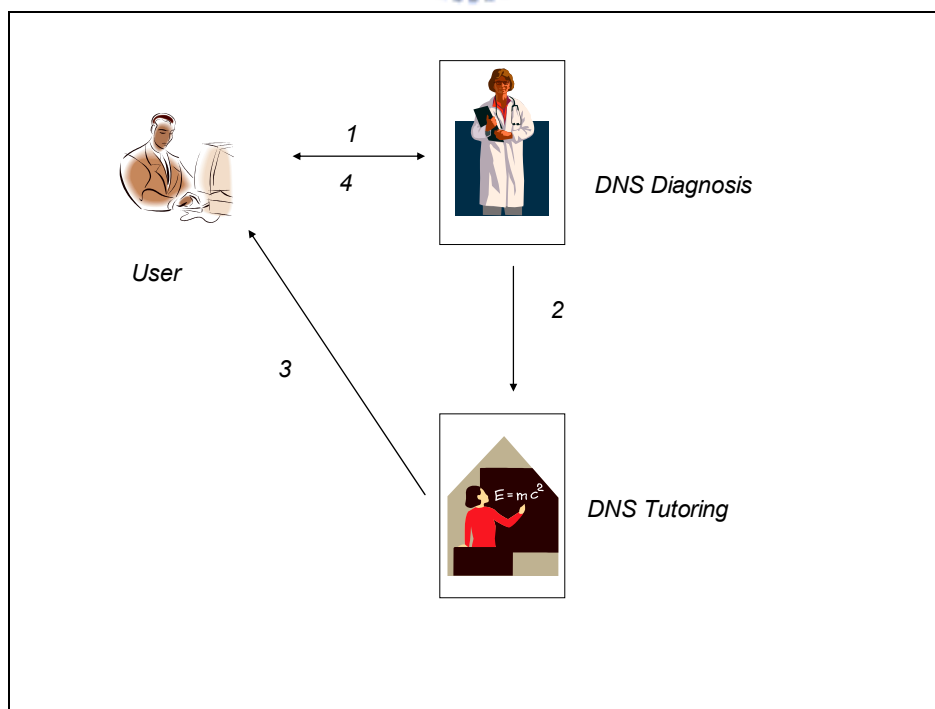 1
4
DNS Diagnosis
User
2
3
E = mc²
DNS Tutoring